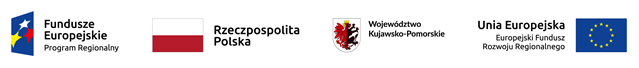 Fundusze
Europejskie
Program Regionalny
Rzeczpospolita
Polska
Województwo
Kujawsko-Pomorskie
Unia Europejska
Europejski Fundusz
Rozwoju Regionalnego